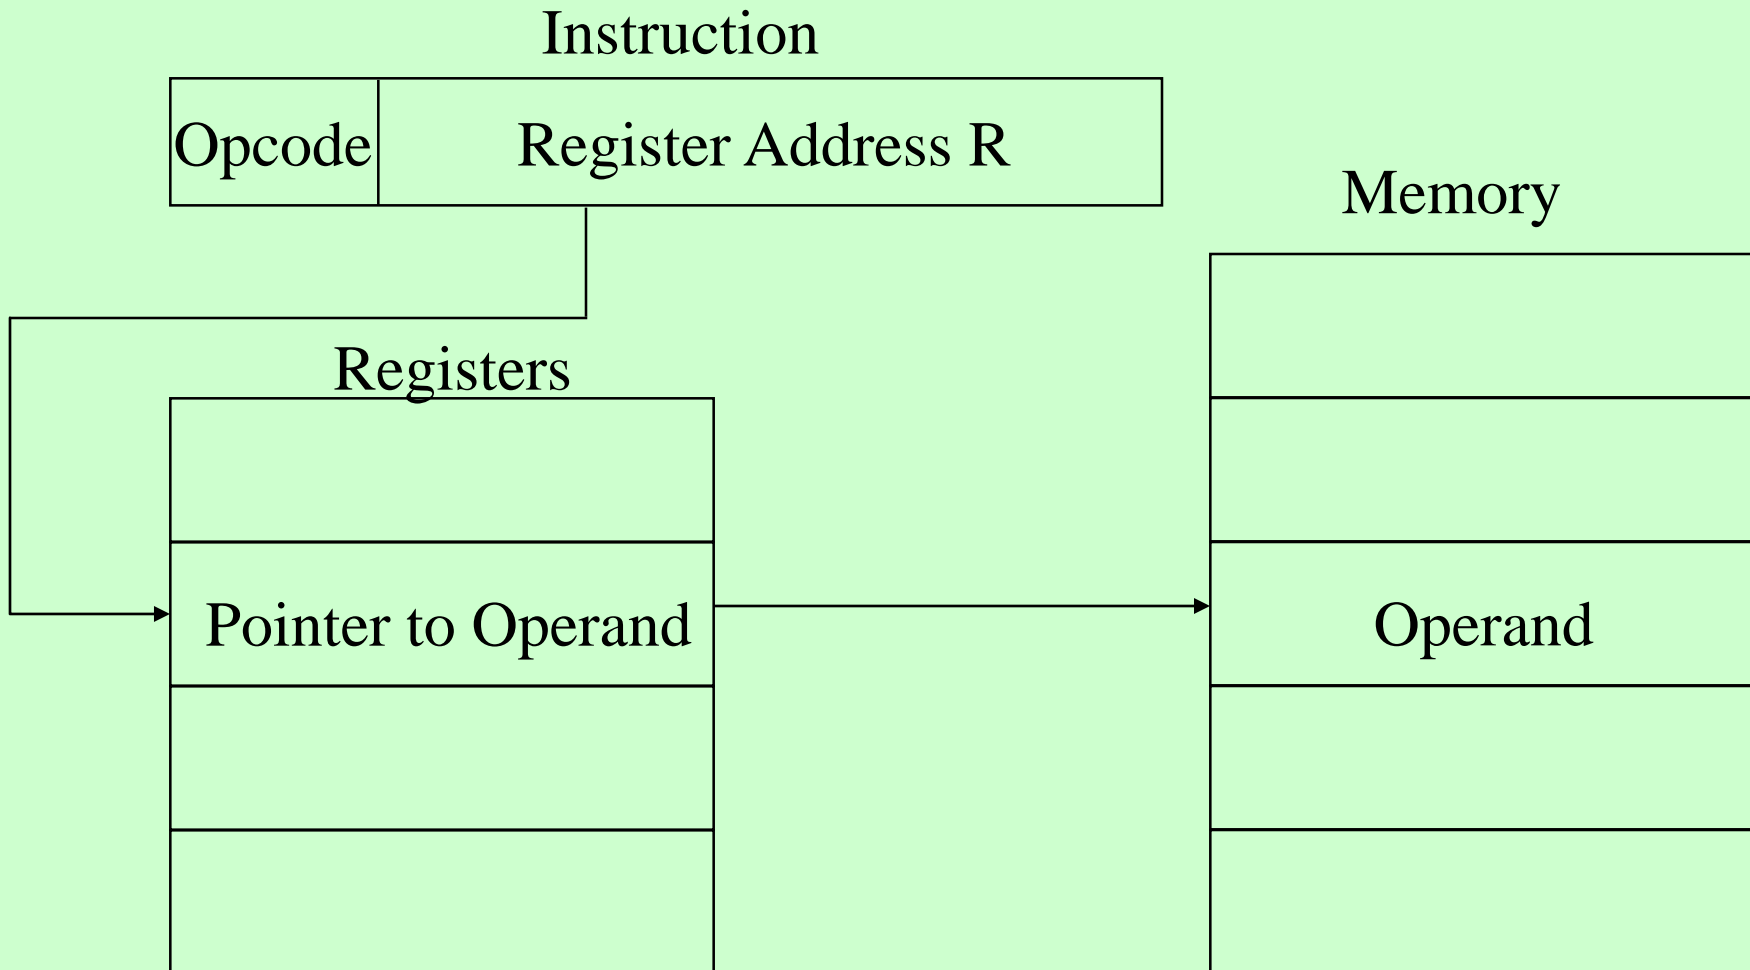 Instruction
Opcode
Register Address R
Memory
Registers
Pointer to Operand
Operand